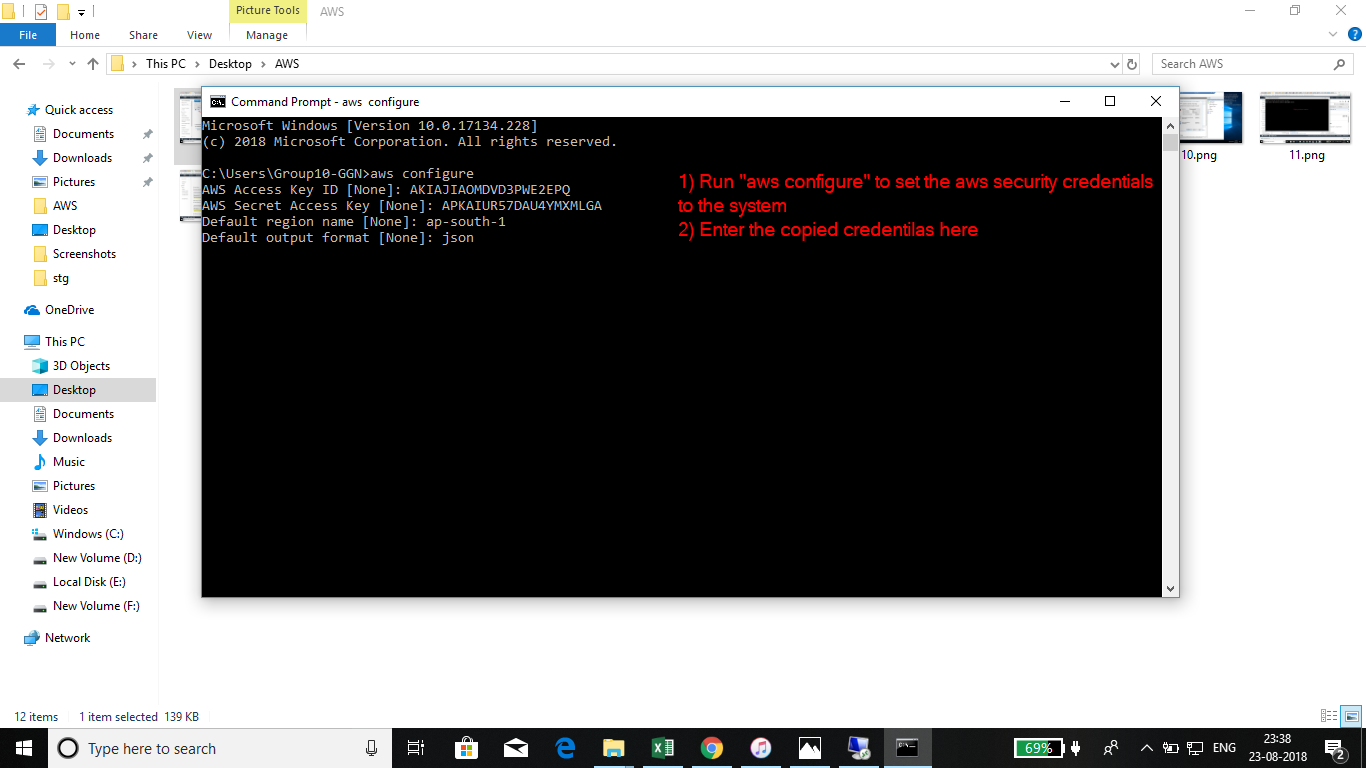 Picture Tools
AWS
File
Home
Share
View
Manage
This PC
Desktop
AWS
Search AWS
Quick access
Documents
Downloads
Pictures
AWS
Desktop
Screenshots
stg
OneDrive
This PC
3D Objects
Desktop
Documents
Downloads
Music
Pictures
Videos
Windows (C:)
New Volume (D:)
Local Disk (E:)
New Volume (F:)
Network
Command Prompt - aws  configure
Microsoft Windows [Version 10.0.17134.228]
(c) 2018 Microsoft Corporation. All rights reserved.
C:\Users\Group10-GGN>aws configure
AWS Access Key ID [None]: AKIAJIAOMDVD3PWE2EPQ
AWS Secret Access Key [None]: APKAIUR57DAU4YMXMLGA
Default region name [None]: ap-south-1
Default output format [None]: json
1) Run "aws configure" to set the aws security credentials
to the system
2) Enter the copied credentilas here
10.png
11.png
12 items
1 item selected  139 KB
Type here to search
69%
ENG
23:38
23-08-2018
2